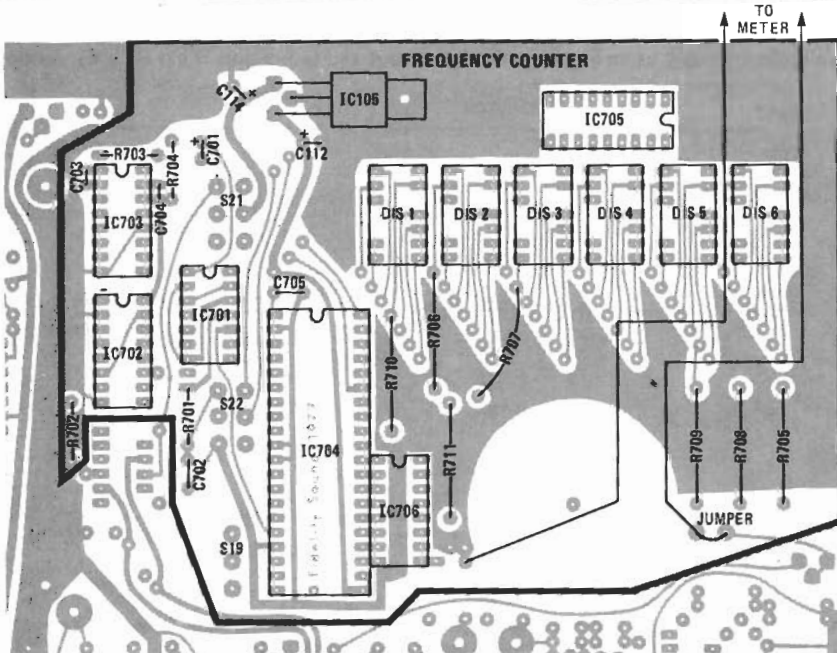 TO
METER
FREQUENCY COUNTER
C114
IC105
IC705
C701
C112
R703
R704
C703
C704
S21
IC703
DIS 1
DIS 2
DIS 3
DIS 4
DIS 5
DIS 6
C705
IC701
IC702
R706
R707
R710
R701
S22
R702
IC704
R711
R709
R708
R705
C702
IC706
S19
JUMPER